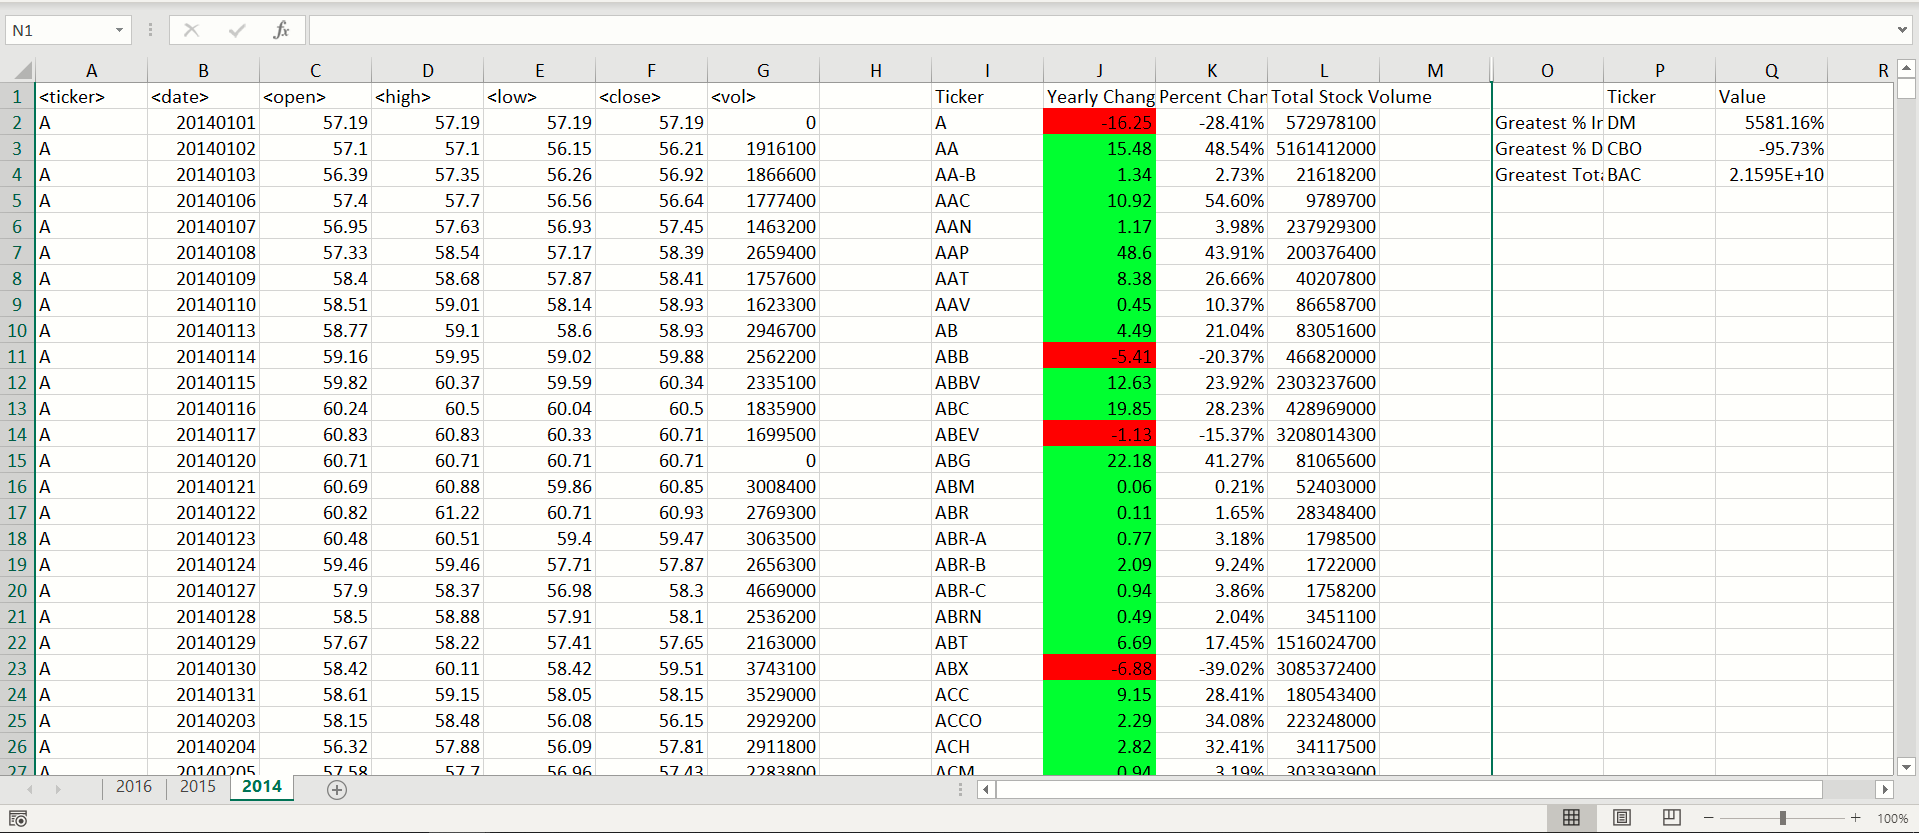 N1 fx
A B C D E F G H I J K L M O P Q R
1 <ticker> <date> <open> <high> <low> <close> <vol> Ticker Yearly Chang Percent Chan Total Stock Volume Ticker Value
2 A 20140101 57.19 57.19 57.19 57.19 0 A -16.25 -28.41% 572978100 Greatest % In DM 5581.16%
3 A 20140102 57.1 57.1 56.15 56.21 1916100 AA 15.48 48.54% 5161412000 Greatest % D CBO -95.73%
4 A 20140103 56.39 57.35 56.26 56.92 1866600 AA-B 1.34 2.73% 21618200 Greatest Tota BAC 2.1595E+10
5 A 20140106 57.4 57.7 56.56 56.64 1777400 AAC 10.92 54.60% 9789700
6 A 20140107 56.95 57.63 56.93 57.45 1463200 AAN 1.17 3.98% 237929300
7 A 20140108 57.33 58.54 57.17 58.39 2659400 AAP 48.6 43.91% 200376400
8 A 20140109 58.4 58.68 57.87 58.41 1757600 AAT 8.38 26.66% 40207800
9 A 20140110 58.51 59.01 58.14 58.93 1623300 AAV 0.45 10.37% 86658700
10 A 20140113 58.77 59.1 58.6 58.93 2946700 AB 4.49 21.04% 83051600
11 A 20140114 59.16 59.95 59.02 59.88 2562200 ABB -5.41 -20.37% 466820000
12 A 20140115 59.82 60.37 59.59 60.34 2335100 ABBV 12.63 23.92% 2303237600
13 A 20140116 60.24 60.5 60.04 60.5 1835900 ABC 19.85 28.23% 428969000
14 A 20140117 60.83 60.83 60.33 60.71 1699500 ABEV -1.13 -15.37% 3208014300
15 A 20140120 60.71 60.71 60.71 60.71 0 ABG 22.18 41.27% 81065600
16 A 20140121 60.69 60.88 59.86 60.85 3008400 ABM 0.06 0.21% 52403000
17 A 20140122 60.82 61.22 60.71 60.93 2769300 ABR 0.11 1.65% 28348400
18 A 20140123 60.48 60.51 59.4 59.47 3063500 ABR-A 0.77 3.18% 1798500
19 A 20140124 59.46 59.46 57.71 57.87 2656300 ABR-B 2.09 9.24% 1722000
20 A 20140127 57.9 58.37 56.98 58.3 4669000 ABR-C 0.94 3.86% 1758200
21 A 20140128 58.5 58.88 57.91 58.1 2536200 ABRN 0.49 2.04% 3451100
22 A 20140129 57.67 58.22 57.41 57.65 2163000 ABT 6.69 17.45% 1516024700
23 A 20140130 58.42 60.11 58.42 59.51 3743100 ABX -6.88 -39.02% 3085372400
24 A 20140131 58.61 59.15 58.05 58.15 3529000 ACC 9.15 28.41% 180543400
25 A 20140203 58.15 58.48 56.08 56.15 2929200 ACCO 2.29 34.08% 223248000
26 A 20140204 56.32 57.88 56.09 57.81 2911800 ACH 2.82 32.41% 34117500
27 A 20140205 57.58 57.7 56.96 57.43 2283800 ACM 0.94 3.19% 303393900
2016 2015 2014
100%